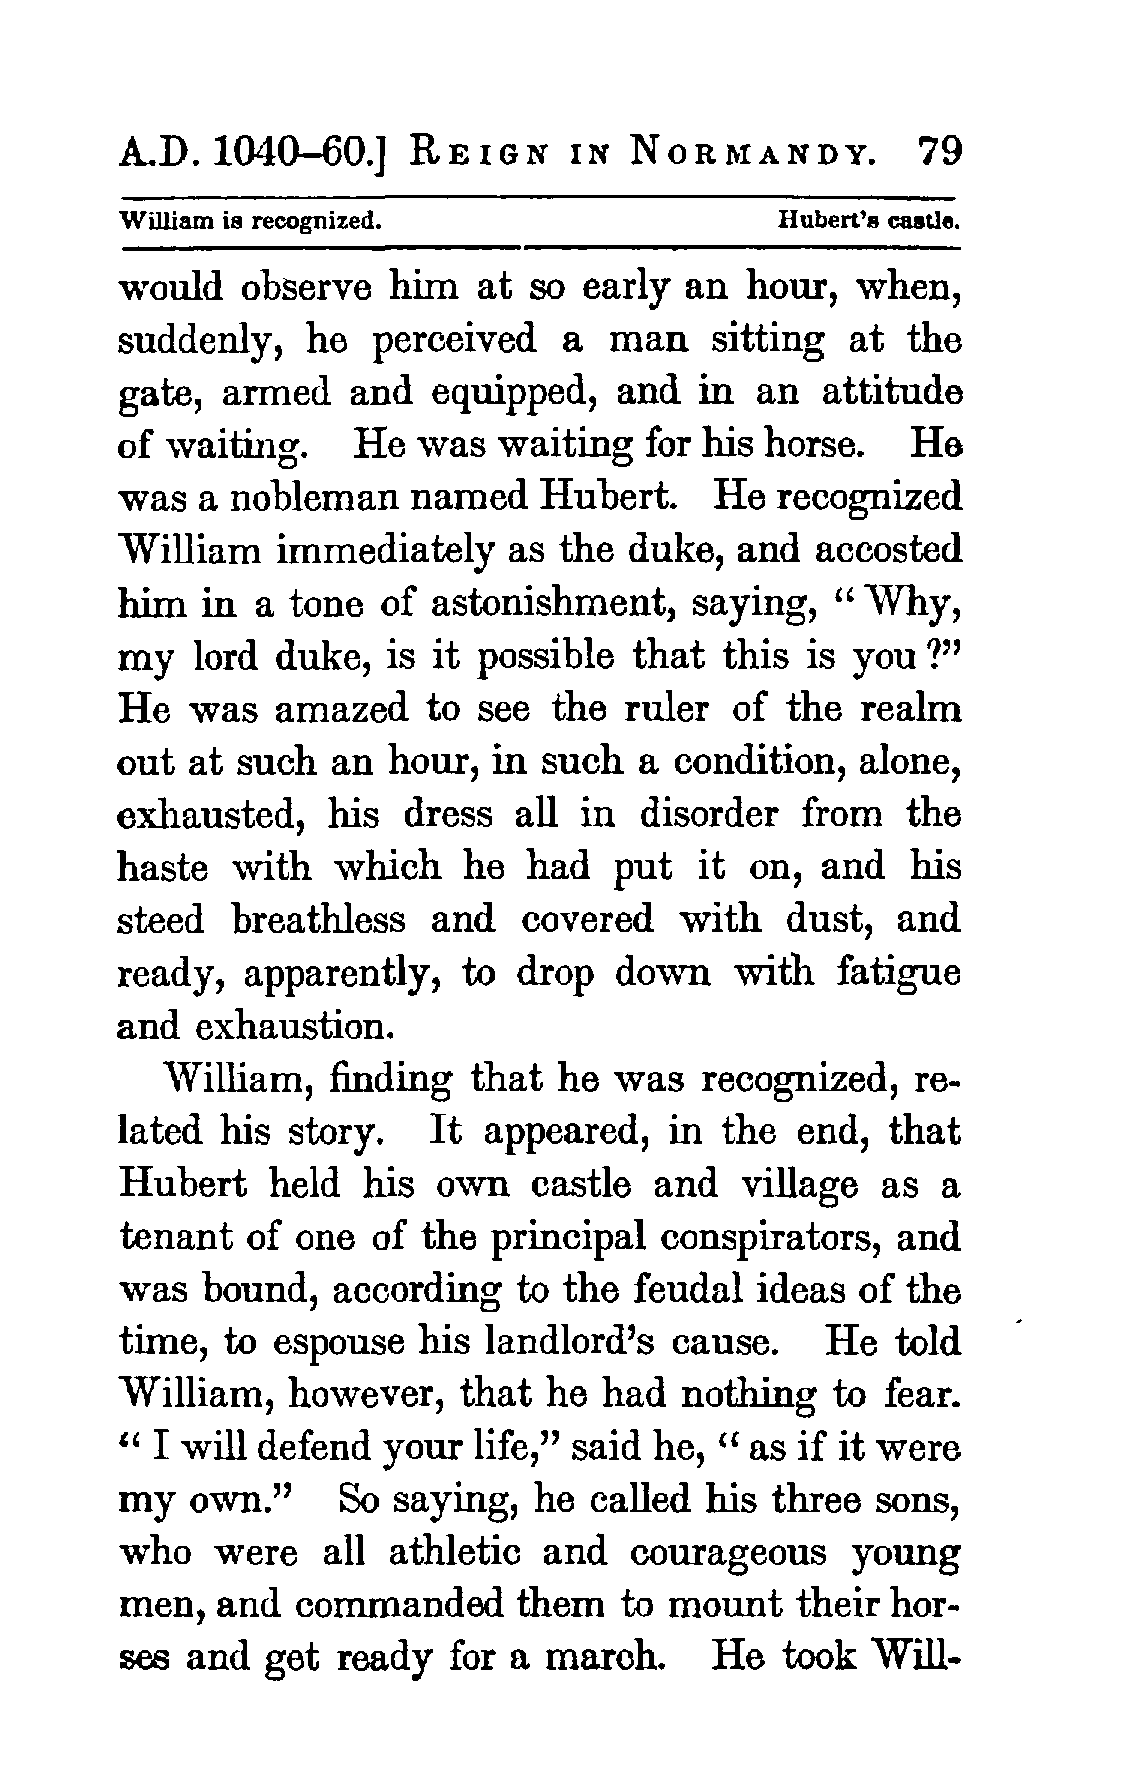 A.D. 1040–60.] REIGN IN NORMANDY. 79
William is recognized. Hubert's castle.
would observe him at so early an hour, when,
suddenly, he perceived a man sitting at the
gate, armed and equipped, and in an attitude
of waiting. He was waiting for his horse. He
was a nobleman named Hubert. He recognized
William immediately as the duke, and accosted
him in a tone of astonishment, saying, “ Why,
my lord duke, is it possible that this is you ?”
He was amazed to see the ruler of the realm
out at such an hour, in such a condition, alone,
exhausted, his dress all in disorder from the
haste with which he had put it on, and his
steed breathless and covered with dust, and
ready, apparently, to drop down with fatigue
and exhaustion.
William, finding that he was recognized, re-
lated his story. It appeared, in the end, that
Hubert held his own castle and village as a
tenant of one of the principal conspirators, and
was bound, according to the feudal ideas of the
time, to espouse his landlord's cause. He told
William, however, that he had nothing to fear.
“ I will defend your life,” said he, “ as if it were
my own.” So saying, he called his three sons,
who were all athletic and courageous young
men, and commanded them to mount their hor-
ses and get ready for a march. He took Will-